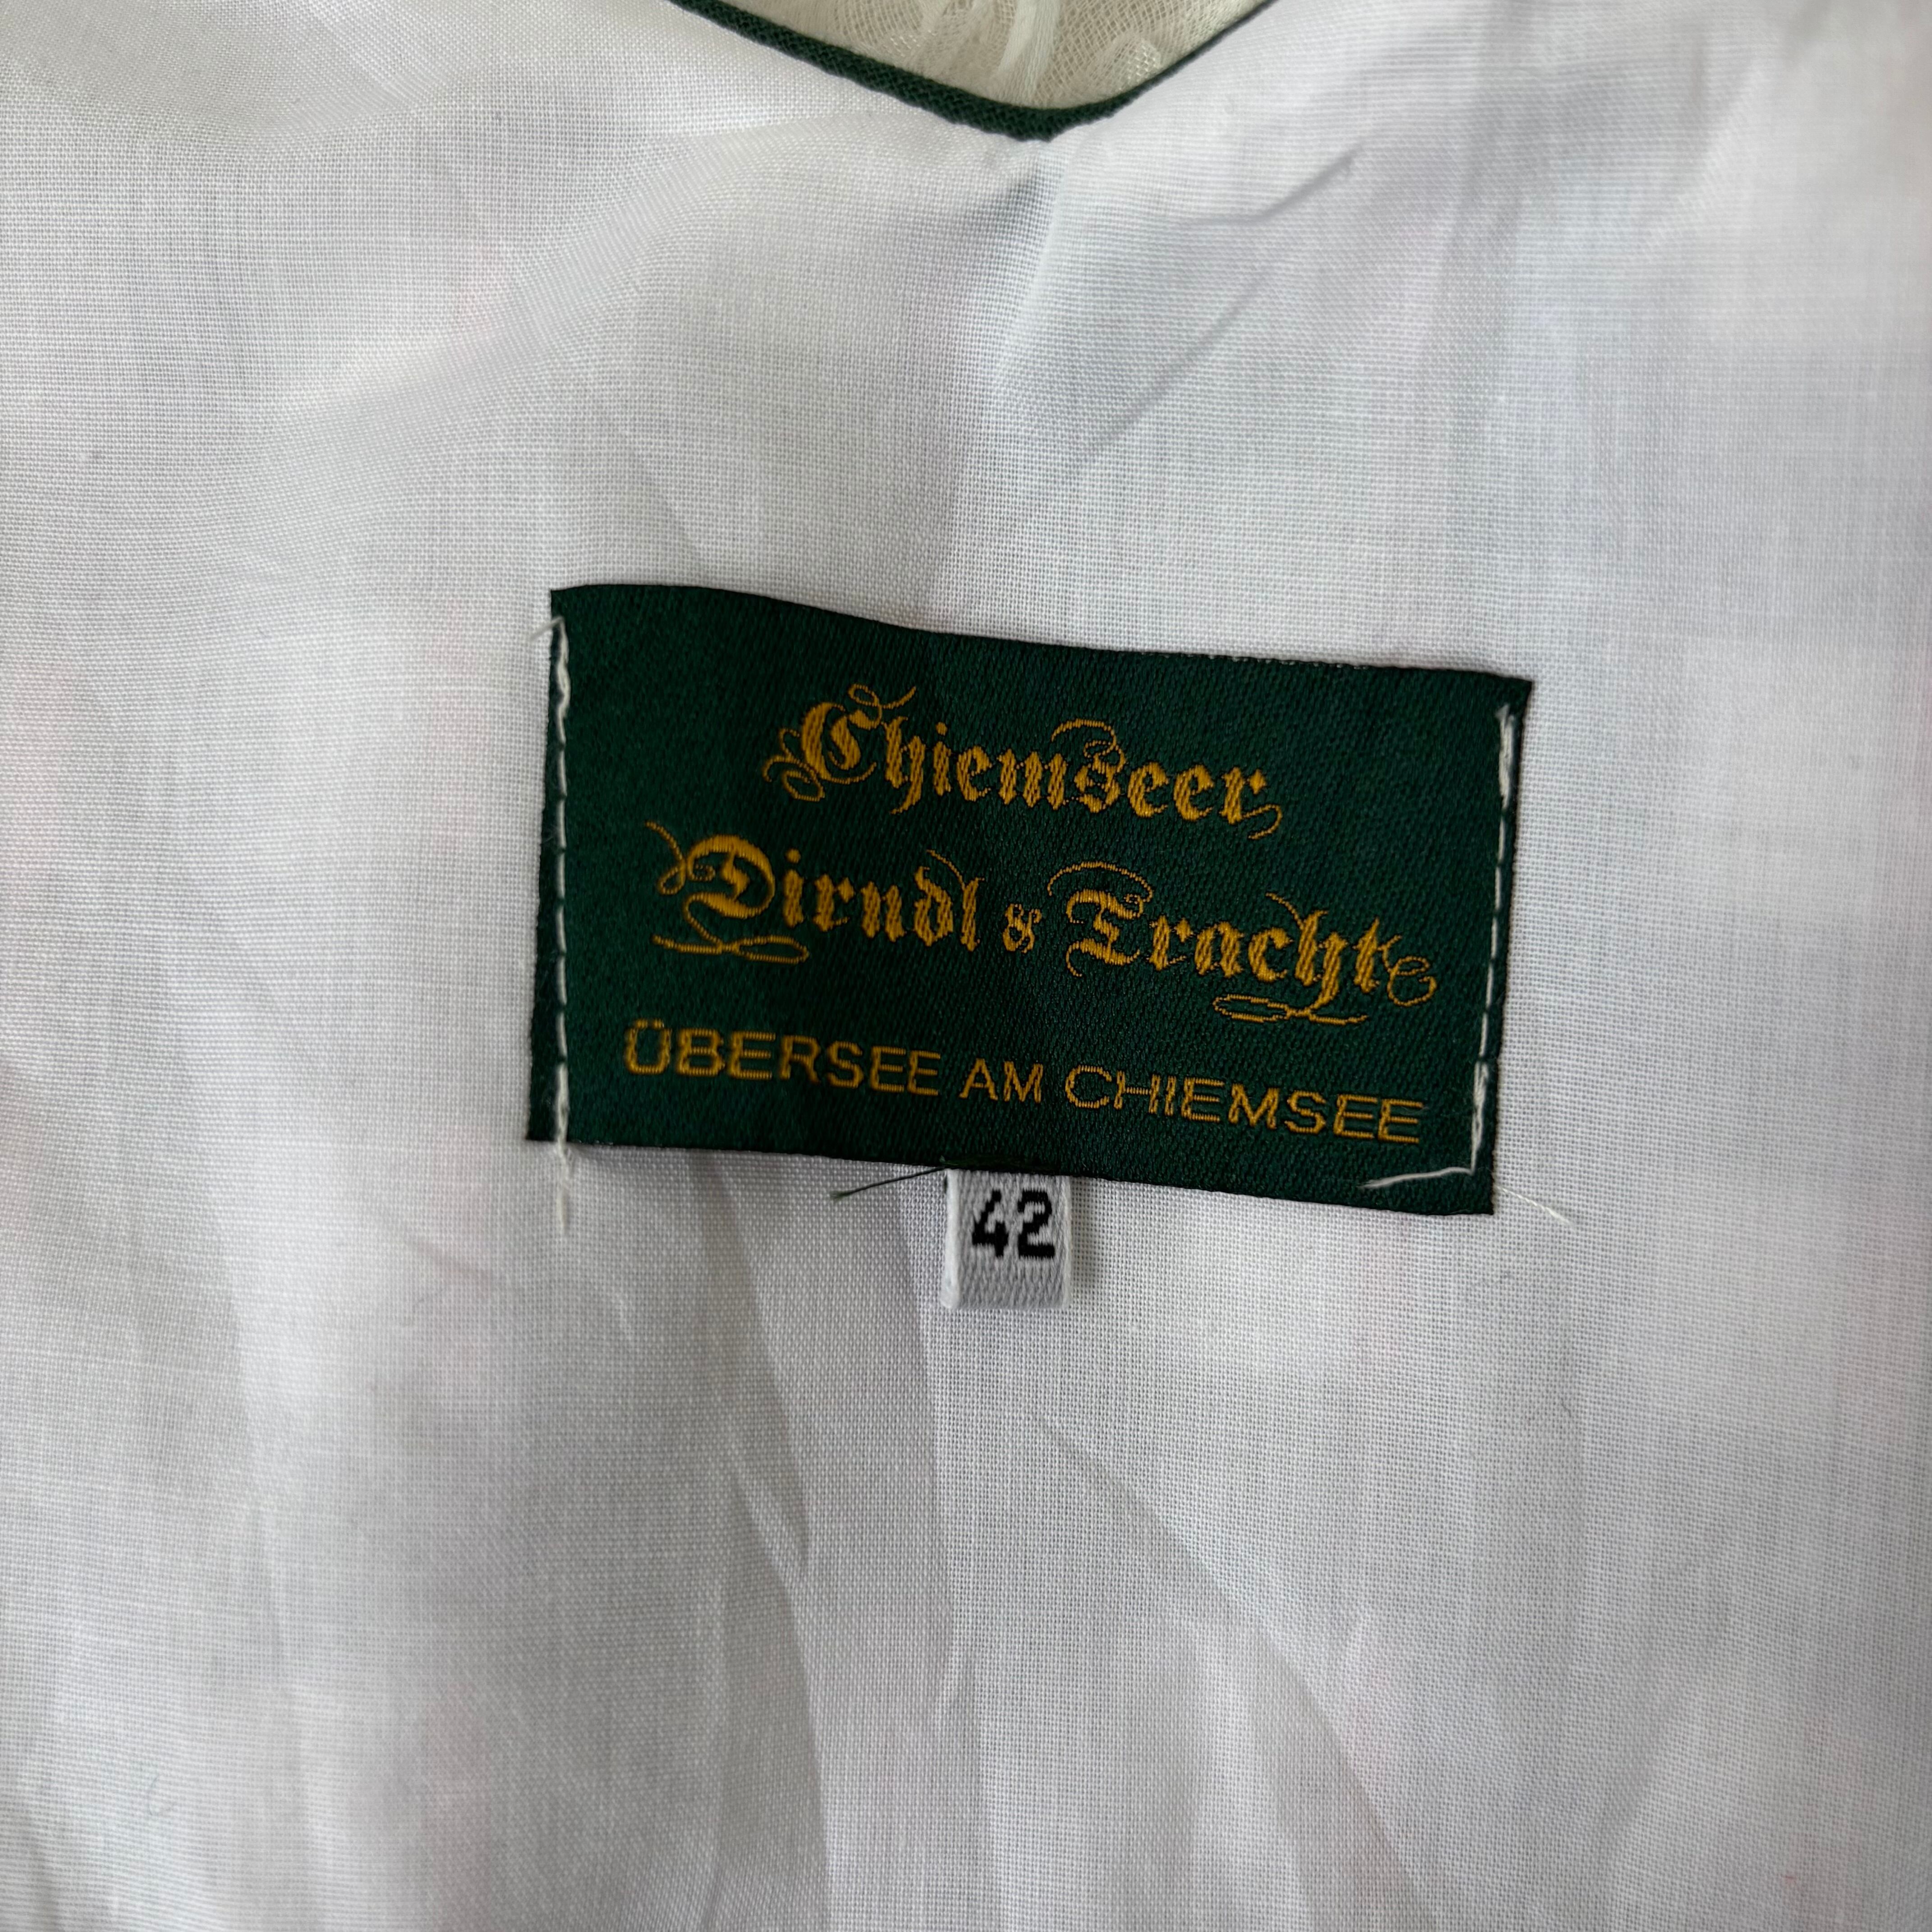 Chiemseer
Dirndl & Tracht
ÜBERSEE AM CHIEMSEE
42